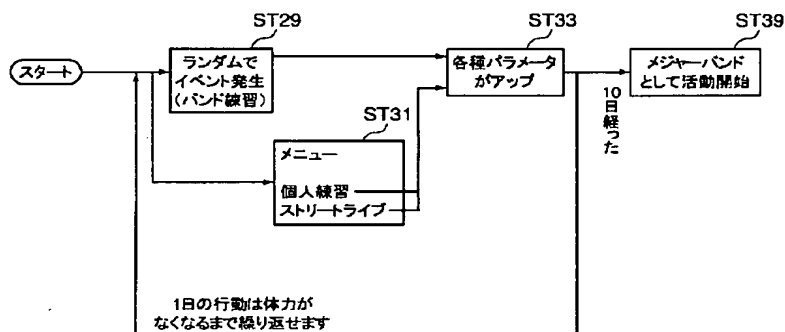 ST29
ST33
ST39
スタート
ランダムで
イベント発生
(バンド練習)
各種パラメータ
がアップ
メジャーバンド
として活動開始
10日経った
ST31
メニュー
個人練習
ストリートライブ
1日の行動は体力が
なくなるまで繰り返せます